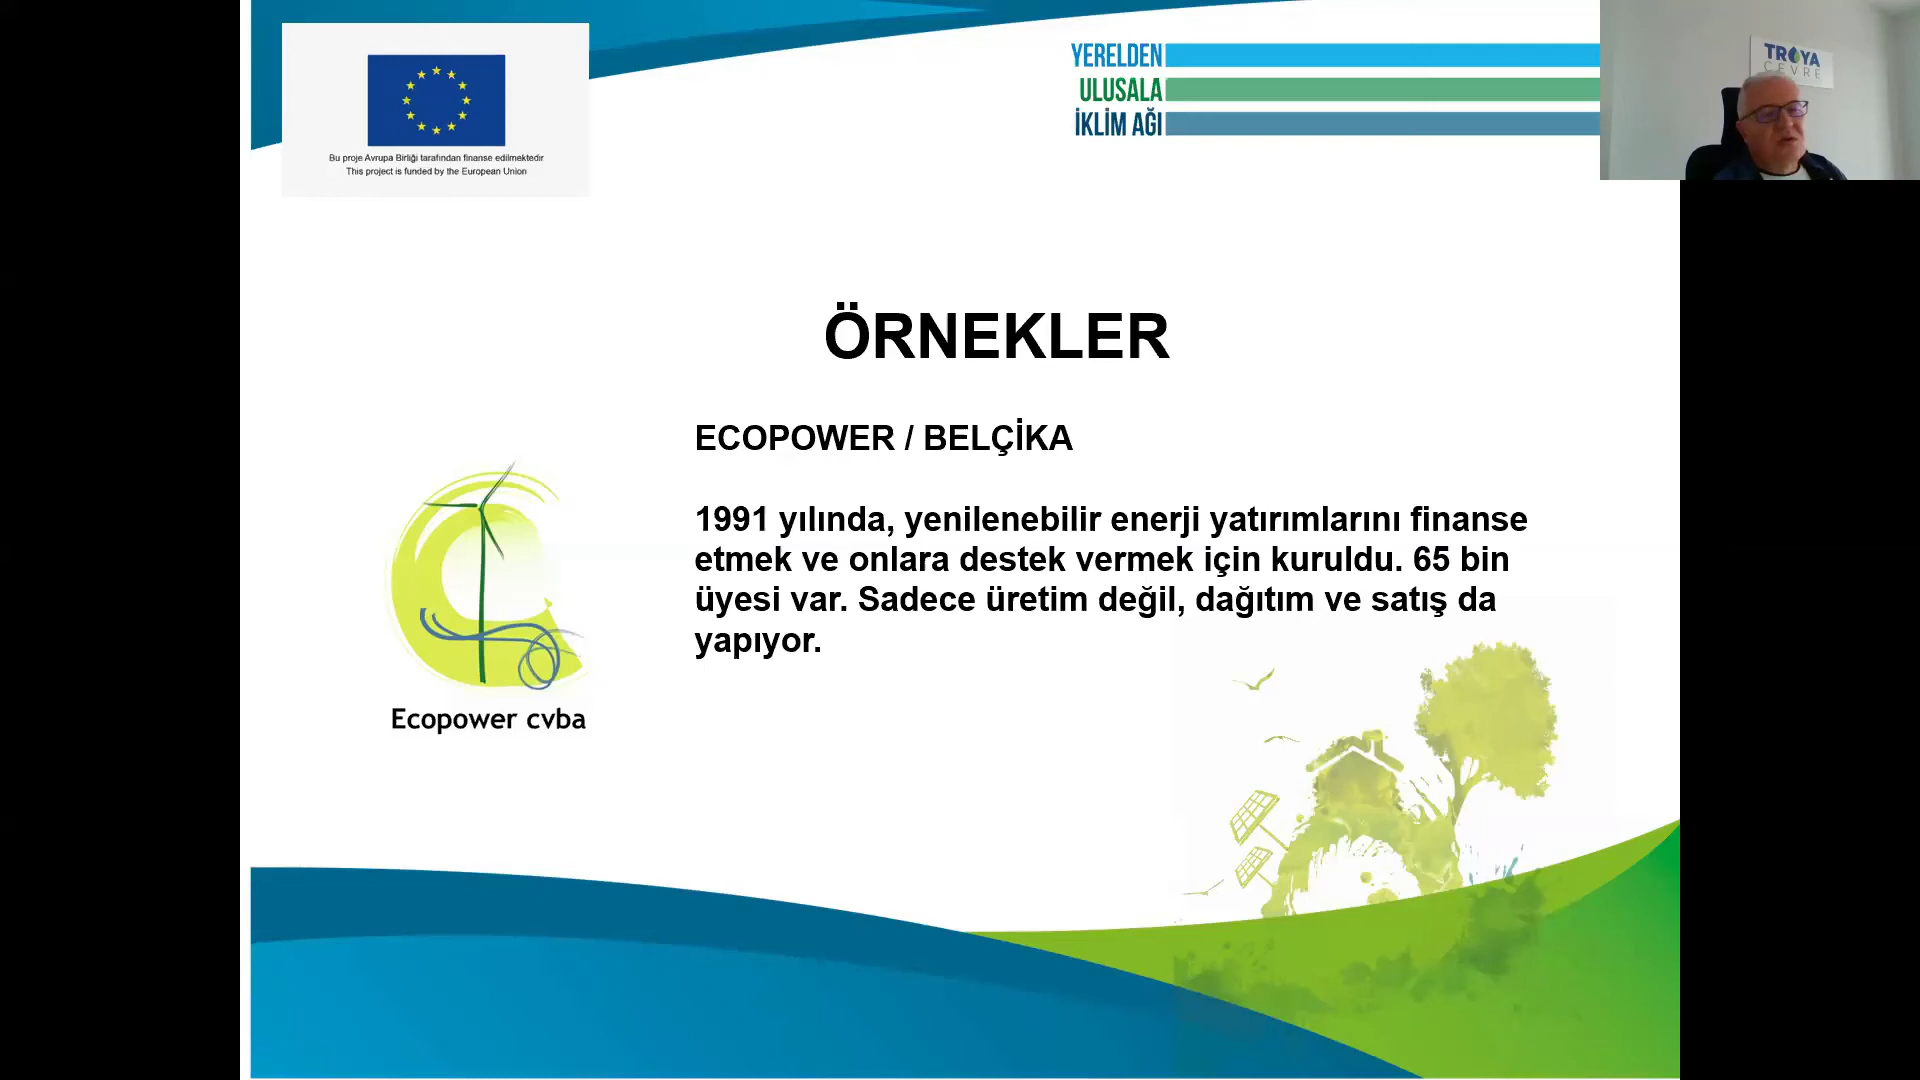 Bu proje Avrupa Birliği tarafından finanse edilmektedir
This project is funded by the European Union
YERELDEN
ULUSALA
İKLİM AĞI
TROYA
ÇEVRE
ÖRNEKLER
ECOPOWER / BELÇİKA
1991 yılında, yenilenebilir enerji yatırımlarını finanse
etmek ve onlara destek vermek için kuruldu. 65 bin
üyesi var. Sadece üretim değil, dağıtım ve satış da
yapıyor.
Ecopower cvba